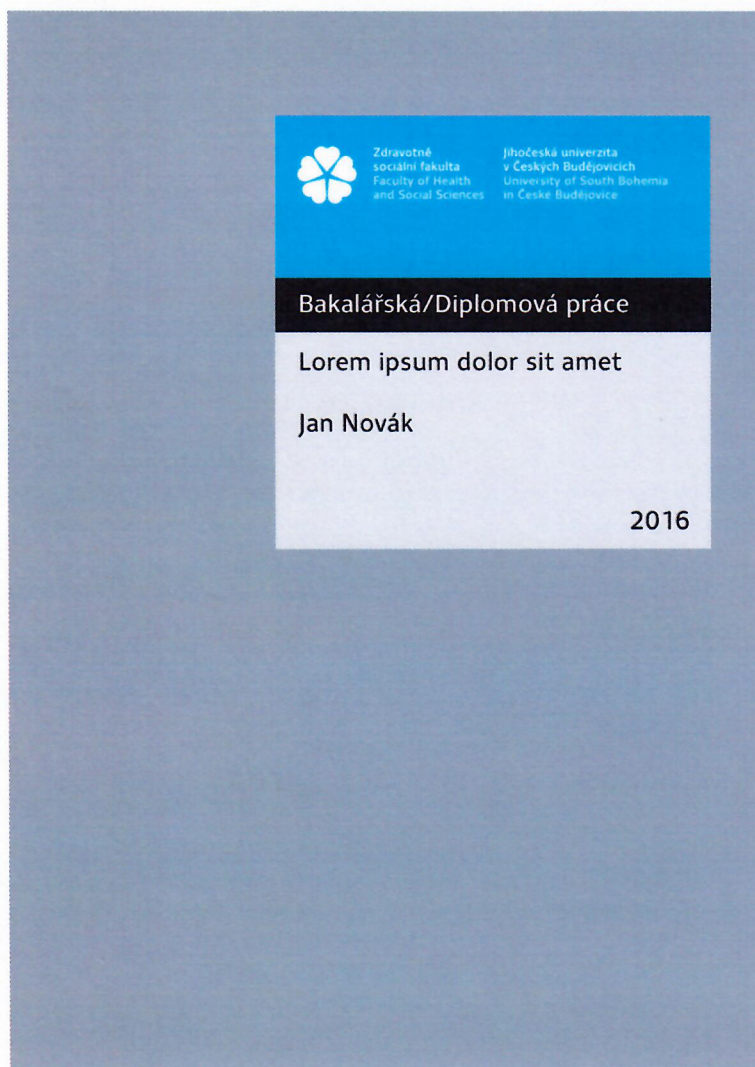 Zdravotně
sociální fakulta
Faculty of Health
and Social Sciences
Jihočeská univerzita
v Českých Budějovicích
University of South Bohemia
in České Budějovice
Bakalářská/Diplomová práce
Lorem ipsum dolor sit amet
Jan Novák
2016